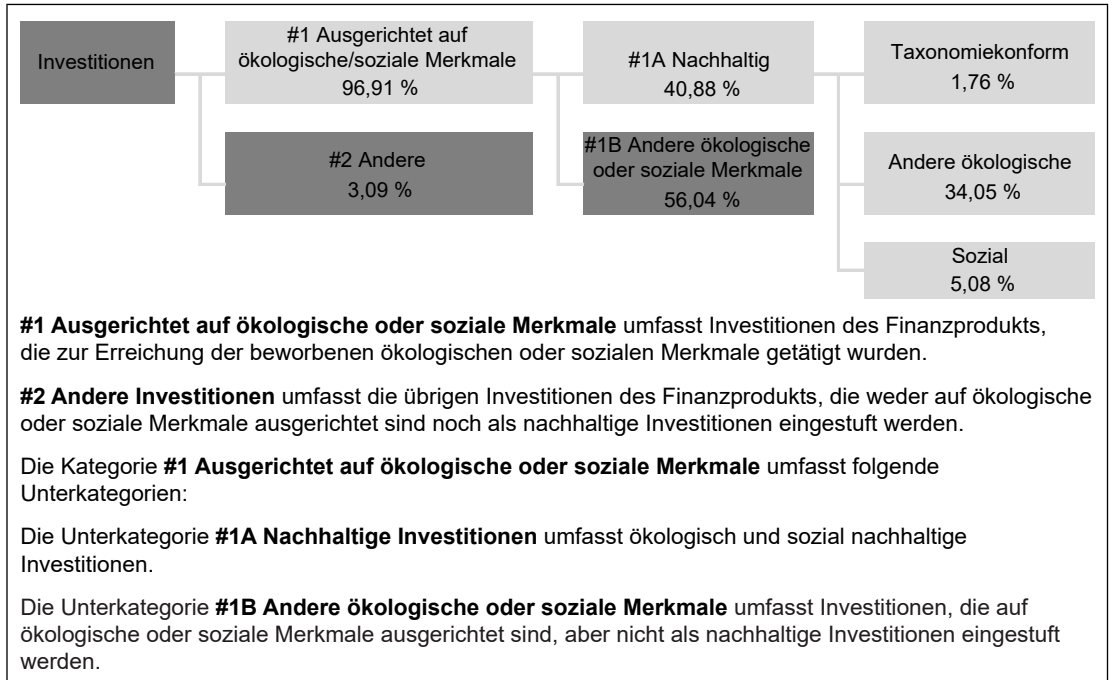 Investitionen
#1 Ausgerichtet auf
ökologische/soziale Merkmale
96,91 %
#1A Nachhaltig
40,88 %
Taxonomiekonform
1,76 %
#2 Andere
3,09 %
#1B Andere ökologische
oder soziale Merkmale
56,04 %
Andere ökologische
34,05 %
Sozial
5,08 %
#1 Ausgerichtet auf ökologische oder soziale Merkmale umfasst Investitionen des Finanzprodukts,
die zur Erreichung der beworbenen ökologischen oder sozialen Merkmale getätigt wurden.
#2 Andere Investitionen umfasst die übrigen Investitionen des Finanzprodukts, die weder auf ökologische
oder soziale Merkmale ausgerichtet sind noch als nachhaltige Investitionen eingestuft werden.
Die Kategorie #1 Ausgerichtet auf ökologische oder soziale Merkmale umfasst folgende
Unterkategorien:
Die Unterkategorie #1A Nachhaltige Investitionen umfasst ökologisch und sozial nachhaltige
Investitionen.
Die Unterkategorie #1B Andere ökologische oder soziale Merkmale umfasst Investitionen, die auf
ökologische oder soziale Merkmale ausgerichtet sind, aber nicht als nachhaltige Investitionen eingestuft
werden.